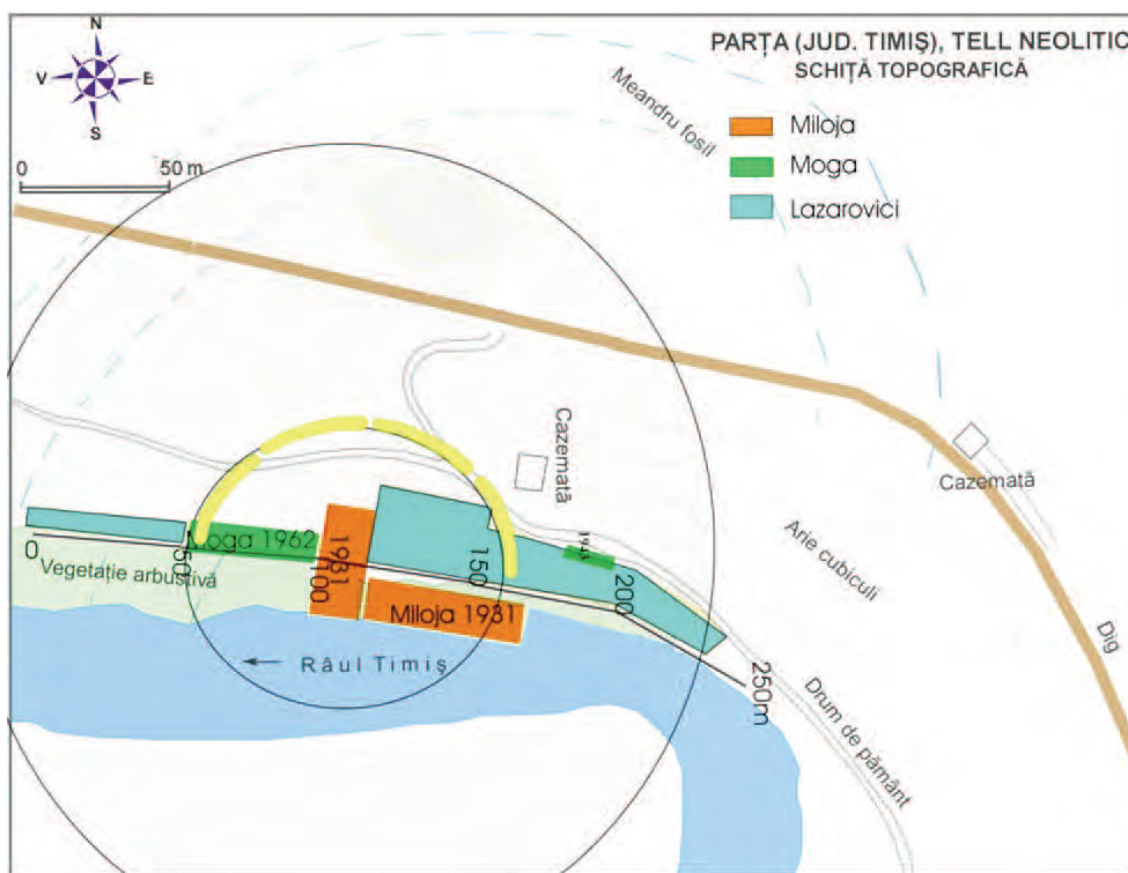 N
V E
S
0 50 m
PARȚA (JUD. TIMIȘ), TELL NEOLITIC
SCHIȚĂ TOPOGRAFICĂ
Meandru fosil
Miloja
Moga
Lazarovici
Cazemată
Cazemată
Arie cubiculi
Dig
Moga 1962
1931
Miloja 1931
0
50
100
150
200
250m
Vegetație arbustivă
Râul Timiș
Drum de pământ